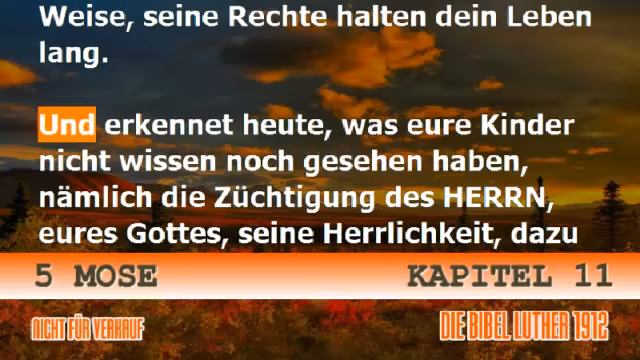 Weise, seine Rechte halten dein Leben
lang.
Und erkennet heute, was eure Kinder
nicht wissen noch gesehen haben,
nämlich die Züchtigung des HERRN,
eures Gottes, seine Herrlichkeit, dazu
5 MOSE KAPITEL 11
NICHT FÜR VERKAUF DIE BIBEL LUTHER 1912